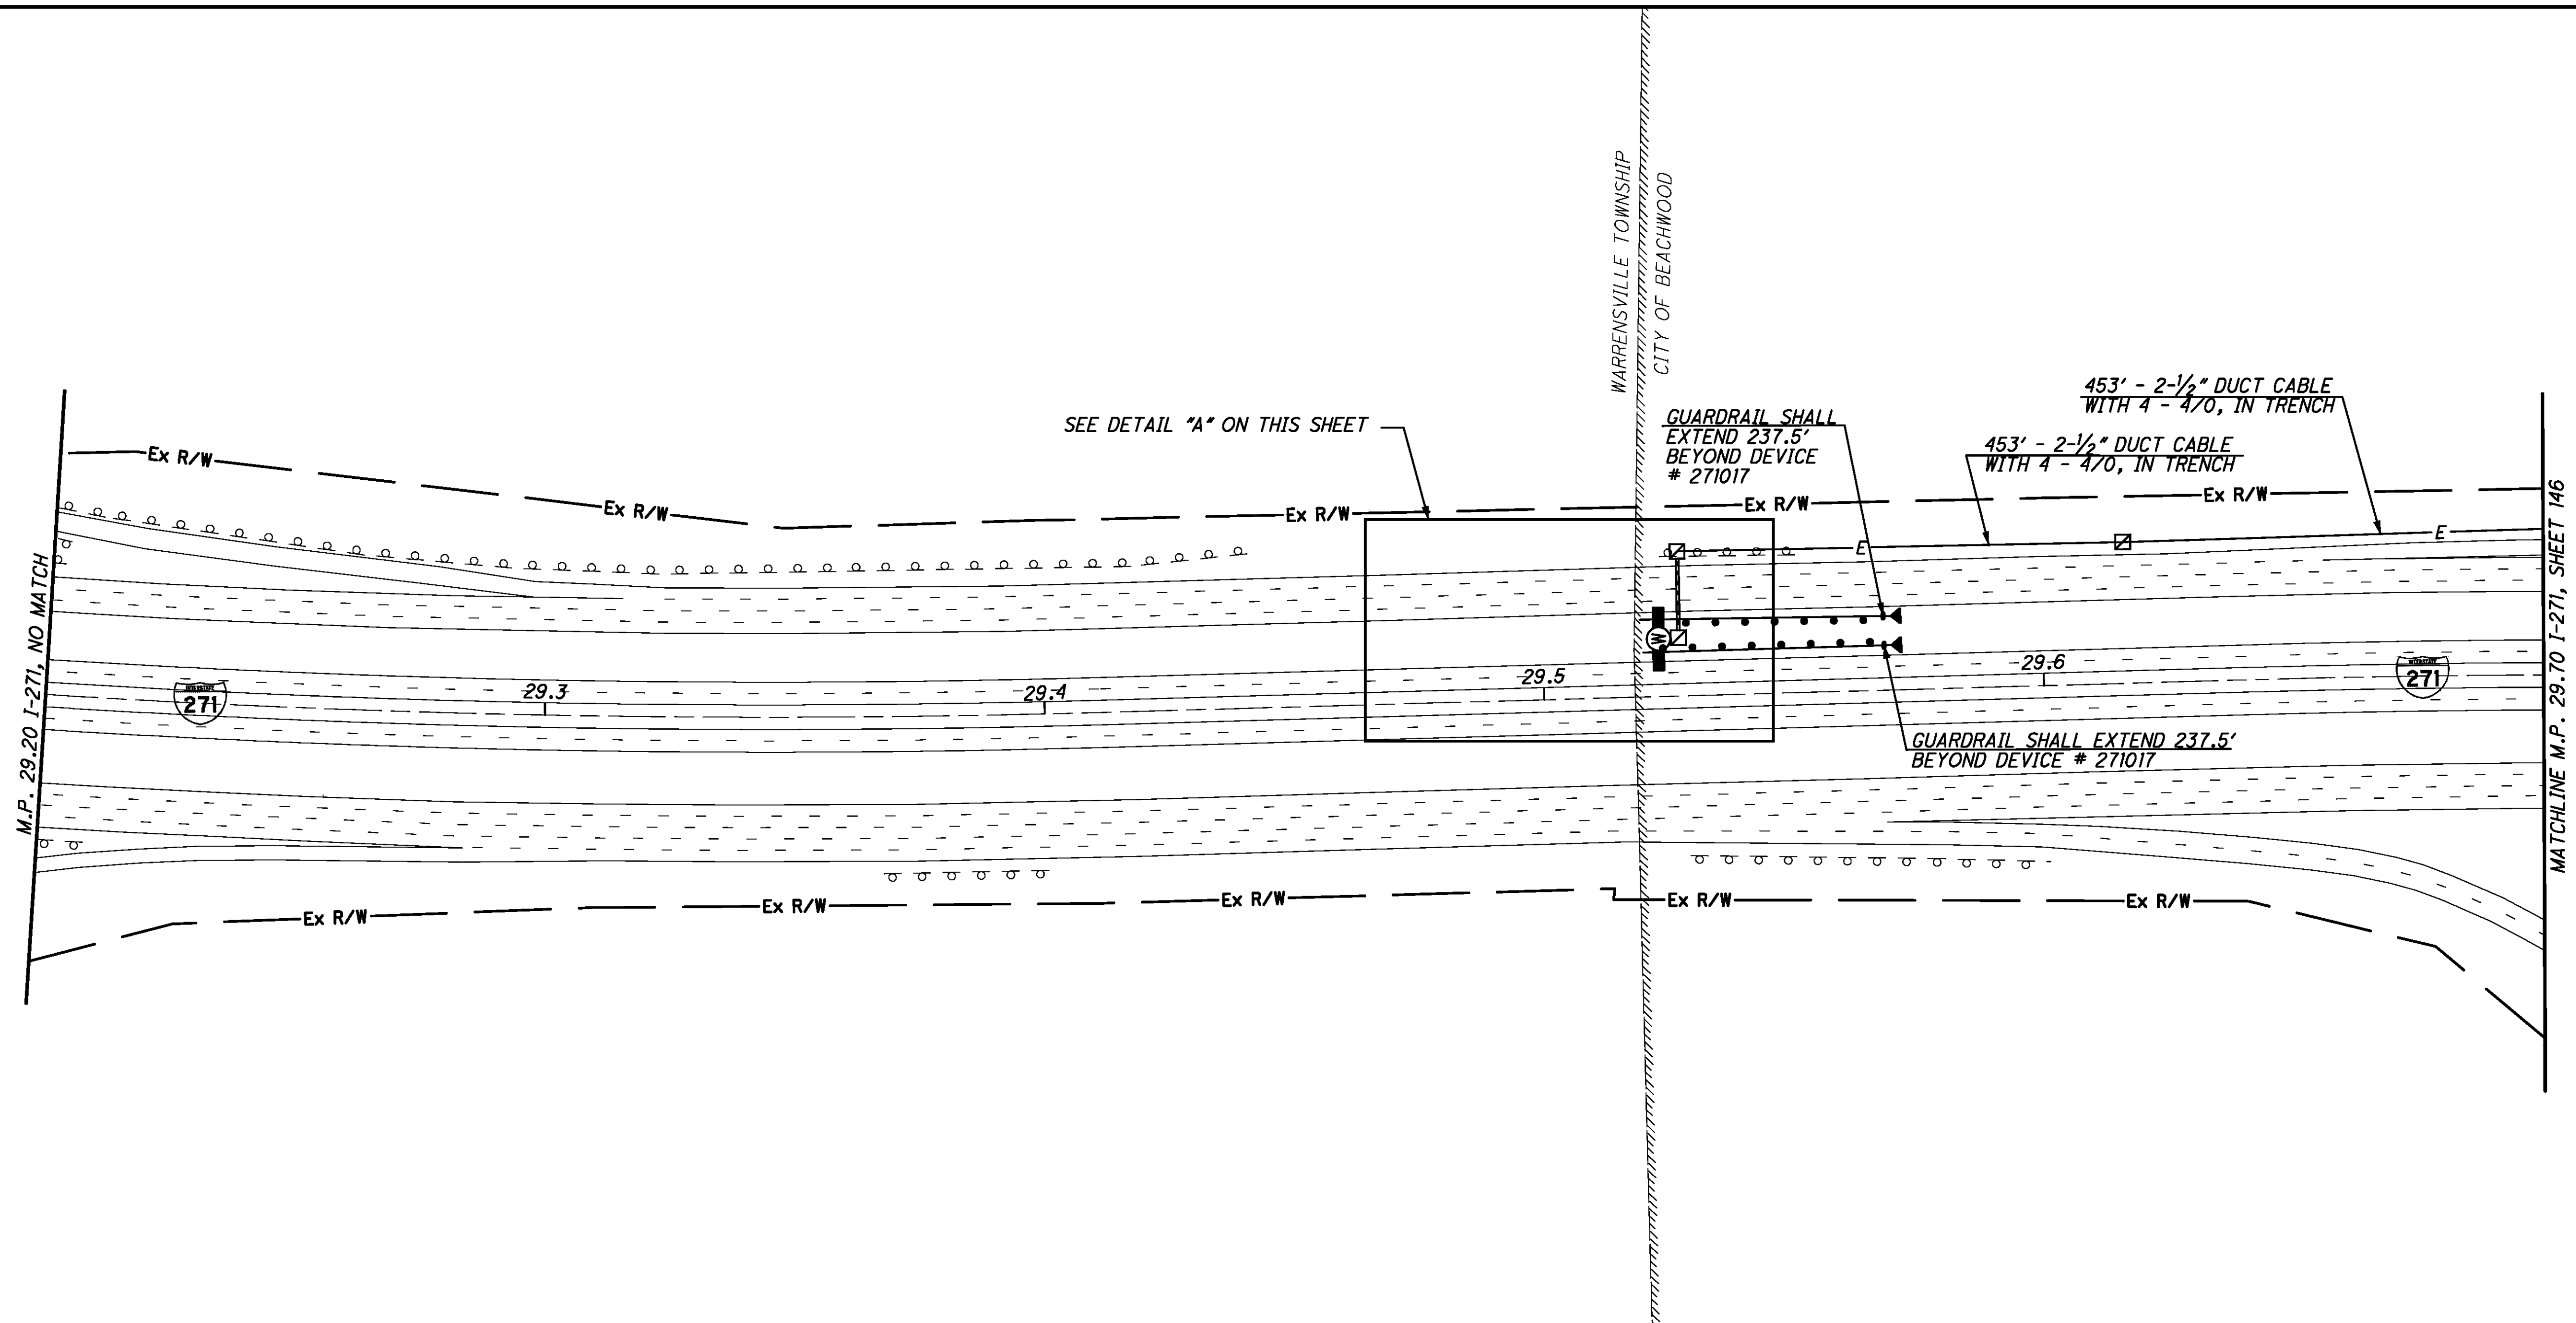 WARRENSVILLE TOWNSHIP
CITY OF BEACHWOOD
SEE DETAIL "A" ON THIS SHEET
GUARDRAIL SHALL
EXTEND 237.5'
BEYOND DEVICE
# 271017
453' - 2-1/2" DUCT CABLE
WITH 4 - 4/0, IN TRENCH
453' - 2-1/2" DUCT CABLE
WITH 4 - 4/0, IN TRENCH
Ex R/W
Ex R/W
Ex R/W
Ex R/W
Ex R/W
E
E
W
M.P. 29.20 I-271, NO MATCH
MATCHLINE M.P. 29.70 I-271, SHEET 146
INTERSTATE
271
29.3
29.4
29.5
29.6
INTERSTATE
271
GUARDRAIL SHALL EXTEND 237.5'
BEYOND DEVICE # 271017
Ex R/W
Ex R/W
Ex R/W
Ex R/W
Ex R/W